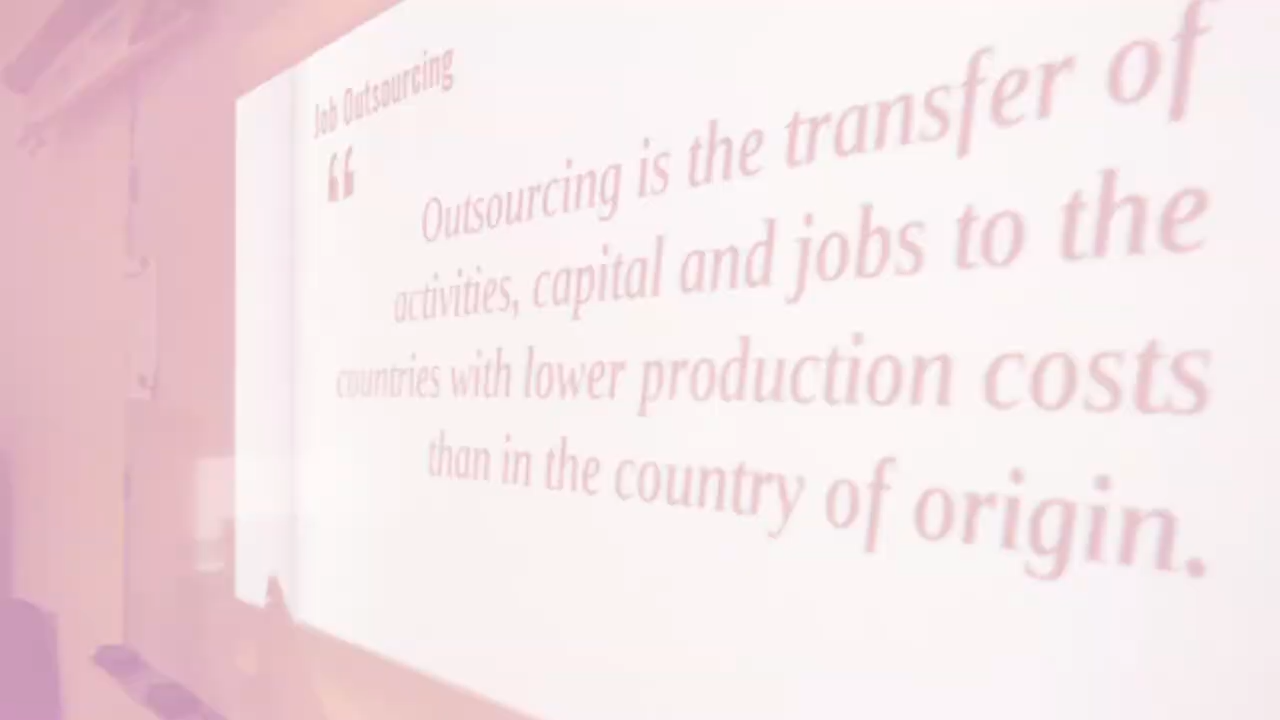 Job Outsourcing
“
Outsourcing is the transfer of
activities, capital and jobs to the
countries with lower production costs
than in the country of origin.